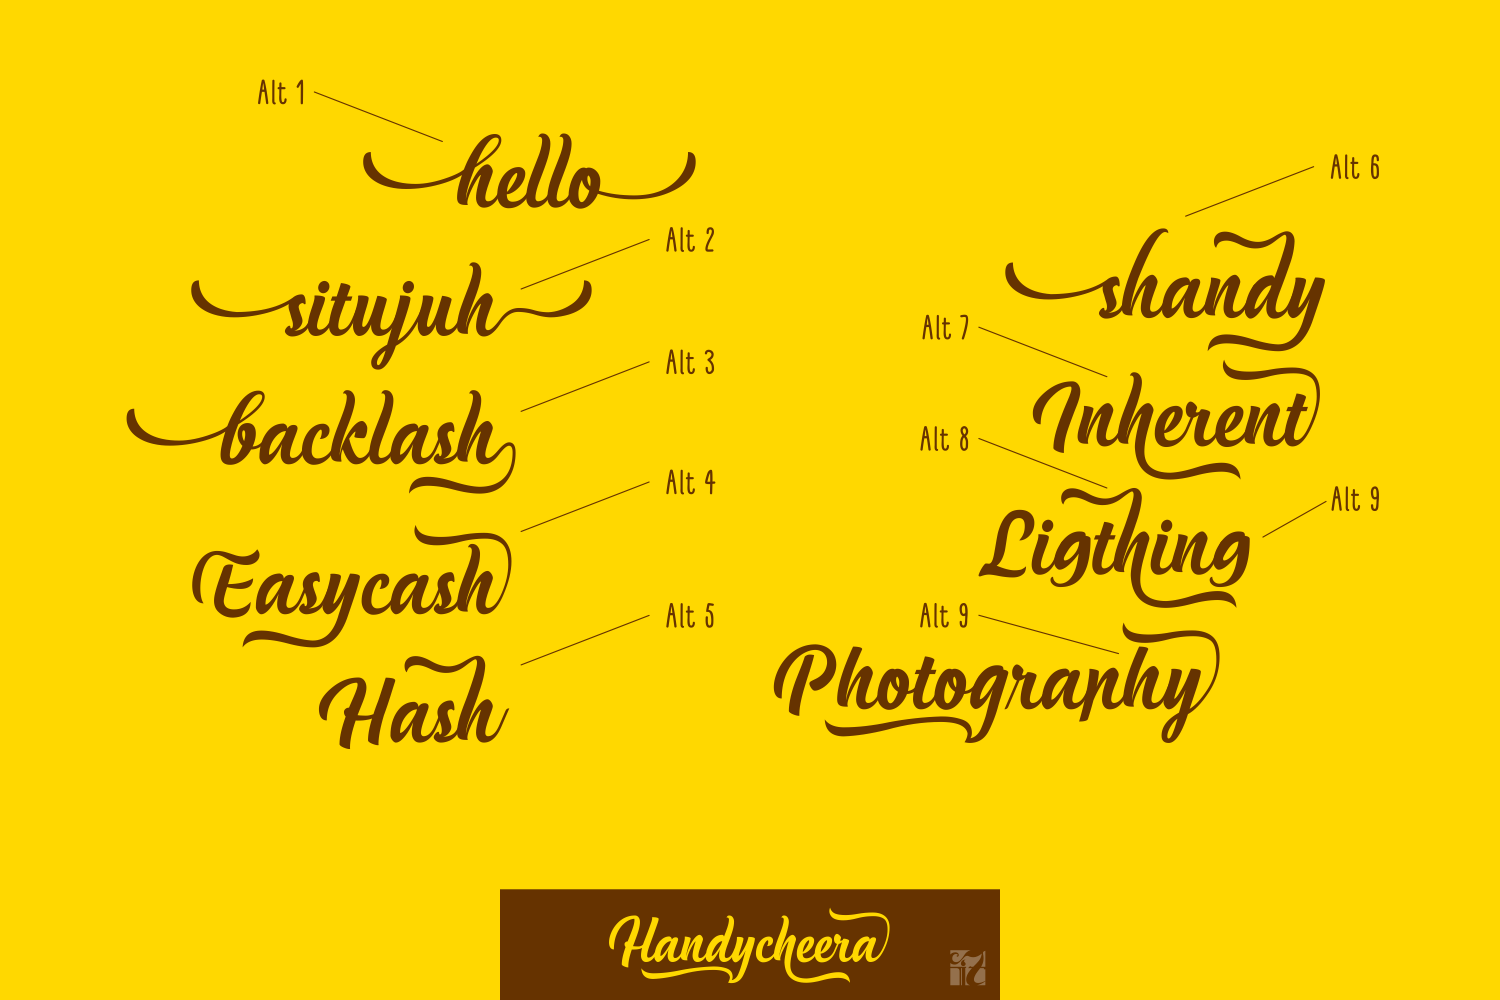 Alt 1
hello
Alt 2
situjuh
Alt 3
backlash
Alt 4
Easycash
Alt 5
Hash
Alt 6
shandy
Alt 7
Inherent
Alt 8
Ligthing
Alt 9
Alt 9
Photography
Handycheera